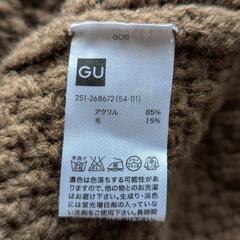 GC10
GU
251-268672(54-01)
アクリル 85%
毛 15%
濃色は色落ちする可能性があり
ますので、他の物とのお洗濯
はお避け下さい。生成り、淡色
には蛍光増白剤の入っていな
い洗剤をご使用下さい。長時間